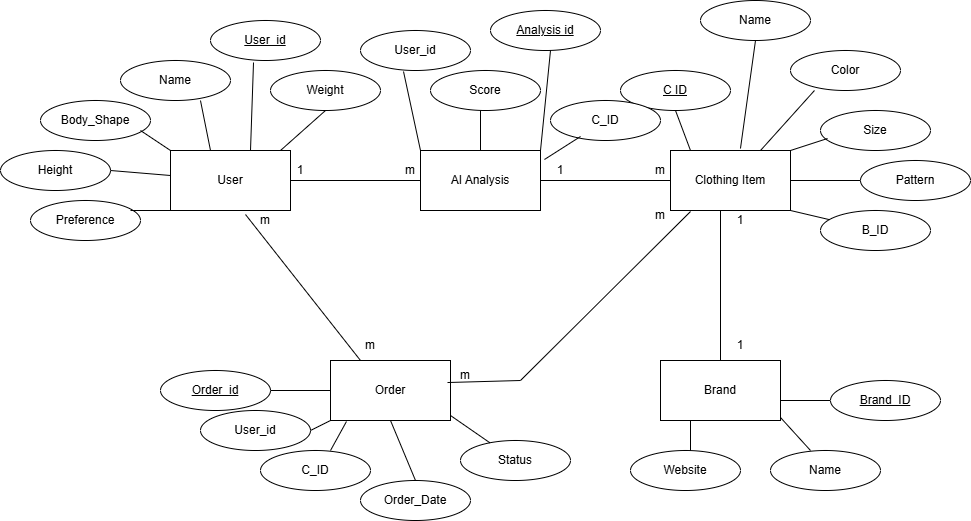 Name
Analysis id
User_id
User_id
Color
Name
Weight
Score
C ID
Body_Shape
C_ID
Size
Height
1
m
1
m
User
AI Analysis
Clothing Item
Pattern
Preference
m
m
1
B_ID
m
1
m
Order_id
Order
Brand
Brand_ID
User_id
C_ID
Status
Website
Name
Order_Date